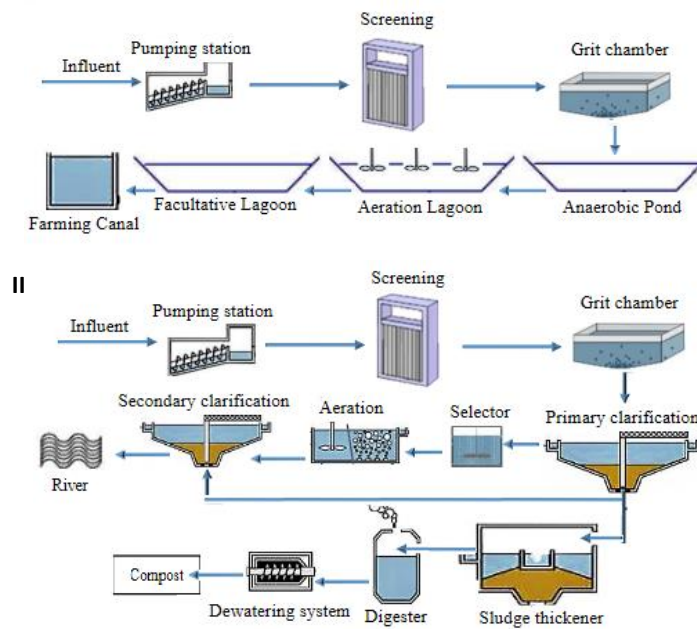 Screening
Pumping station
Grit chamber
Influent
Facultative Lagoon
Aeration Lagoon
Anaerobic Pond
Farming Canal
II
Screening
Pumping station
Grit chamber
Influent
Secondary clarification
Aeration
Selector
Primary clarification
River
Compost
Dewatering system
Digester
Sludge thickener